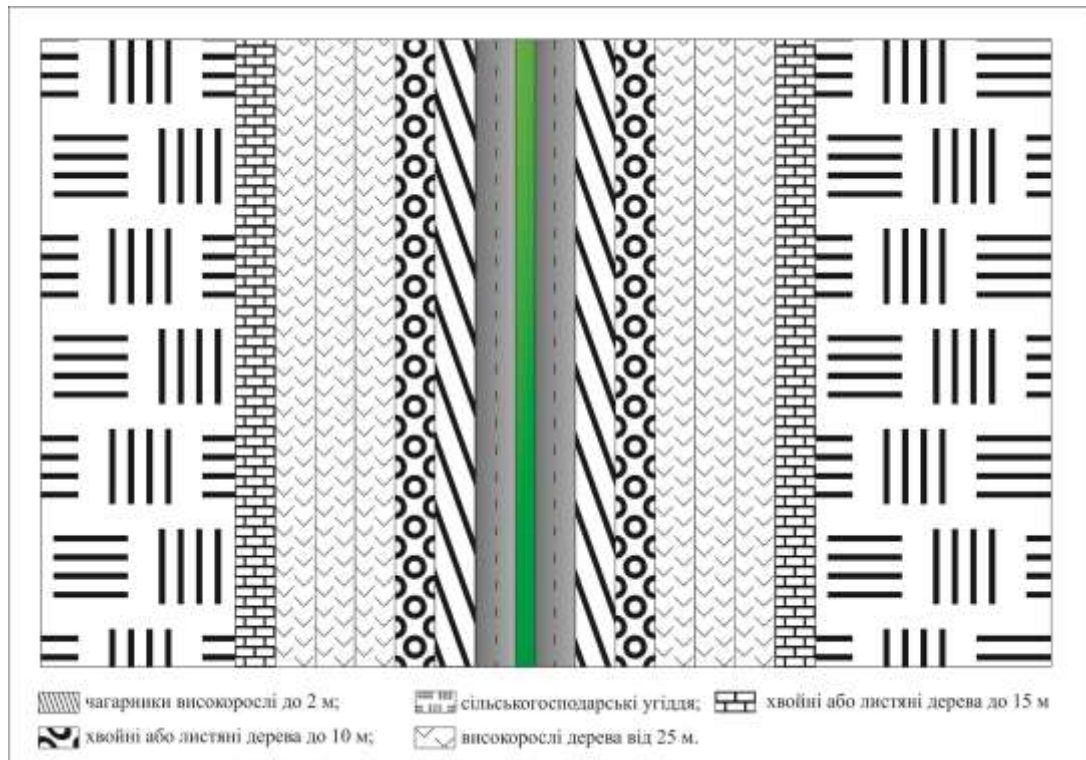 чагарники високорослі до 2 м; сільськогосподарські угіддя; хвойні або листяні дерева до 15 м
хвойні або листяні дерева до 10 м; високорослі дерева від 25 м.